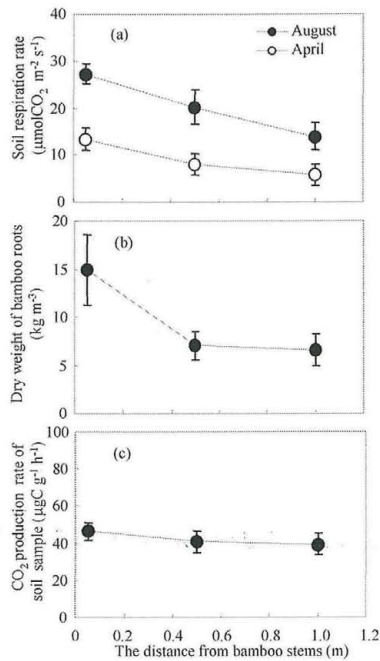 40
30
20
10
0
Soil respiration rate
(μmolCO₂ m⁻² s⁻¹)
(a)
August
April
20
15
10
5
0
Dry weight of bamboo roots
(kg m⁻³)
(b)
100
80
60
40
20
0
CO₂ production rate of
soil sample (μgC g⁻¹ h⁻¹)
(c)
0 0.2 0.4 0.6 0.8 1.0 1.2
The distance from bamboo stems (m)